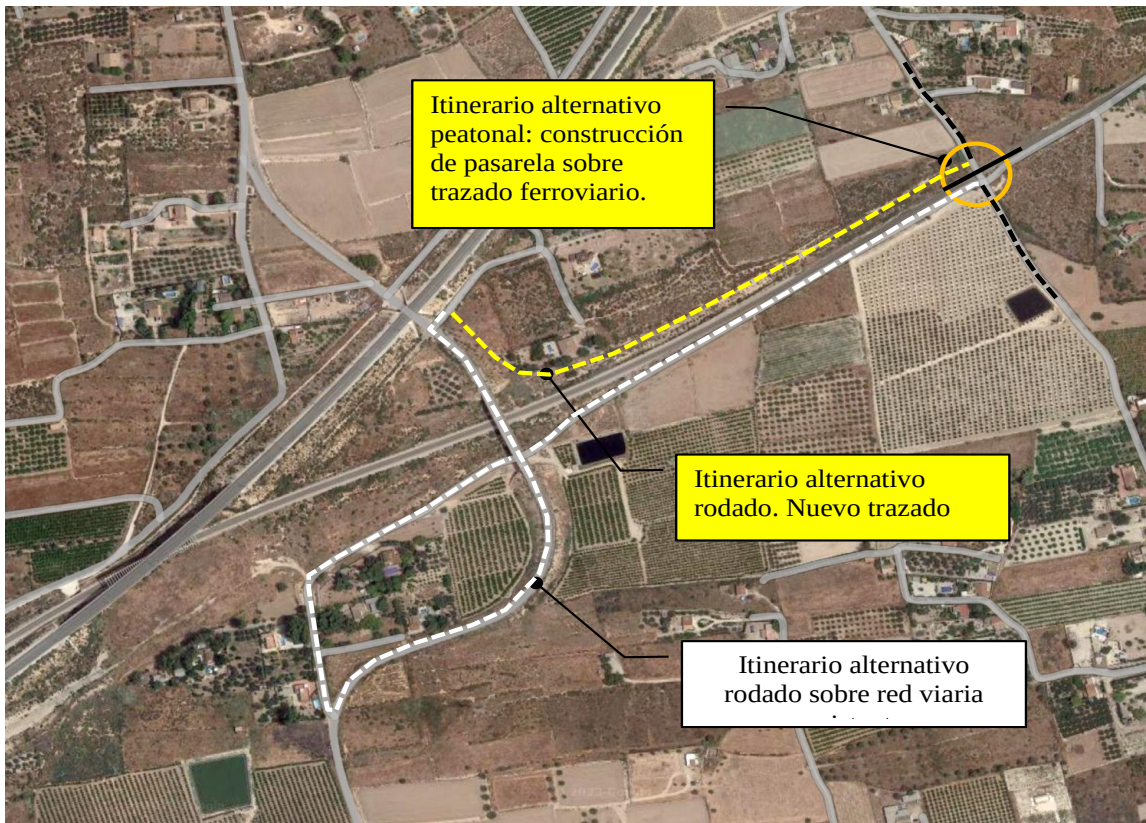 Itinerario alternativo
peatonal: construcción
de pasarela sobre
trazado ferroviario.
Itinerario alternativo
rodado. Nuevo trazado
Itinerario alternativo
rodado sobre red viaria